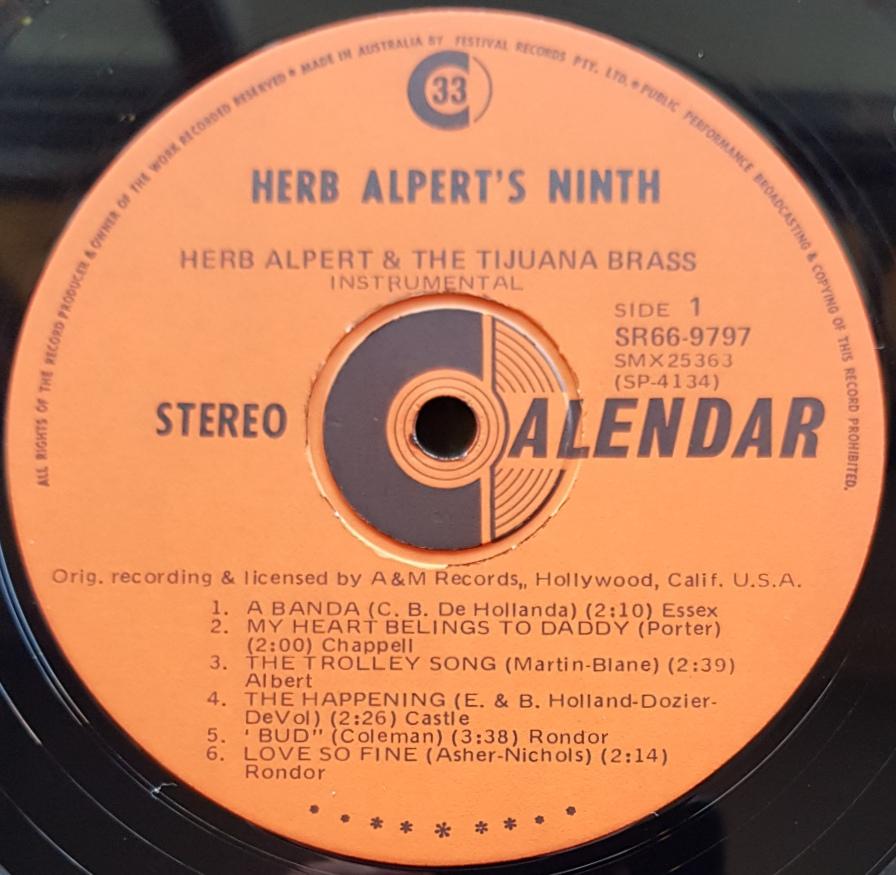 ALL RIGHTS OF THE RECORD PRODUCER & OWNER OF THE WORK RECORDED RESERVED * MADE IN AUSTRALIA BY FESTIVAL RECORDS PTY. LTD. * PUBLIC PERFORMANCE BROADCASTING & COPYING OF THIS RECORD PROHIBITED.
33
HERB ALPERT'S NINTH
HERB ALPERT & THE TIJUANA BRASS
INSTRUMENTAL
SIDE 1
SR66-9797
SMX25363
(SP-4134)
STEREO
CALENDAR
Orig. recording & licensed by A&M Records,, Hollywood, Calif. U.S.A.
1. A BANDA (C. B. De Hollanda) (2:10) Essex
2. MY HEART BELINGS TO DADDY (Porter)
(2:00) Chappell
3. THE TROLLEY SONG (Martin-Blane) (2:39)
Albert
4. THE HAPPENING (E. & B. Holland-Dozier-
DeVol) (2:26) Castle
5. ' BUD" (Coleman) (3:38) Rondor
6. LOVE SO FINE (Asher-Nichols) (2:14)
Rondor